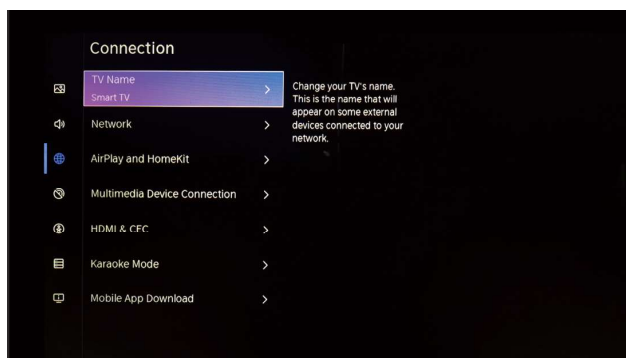 Connection
TV Name
Smart TV
Change your TV's name.
This is the name that will
appear on some external
devices connected to your
network.
Network
AirPlay and HomeKit
Multimedia Device Connection
HDMI & CEC
Karaoke Mode
Mobile App Download